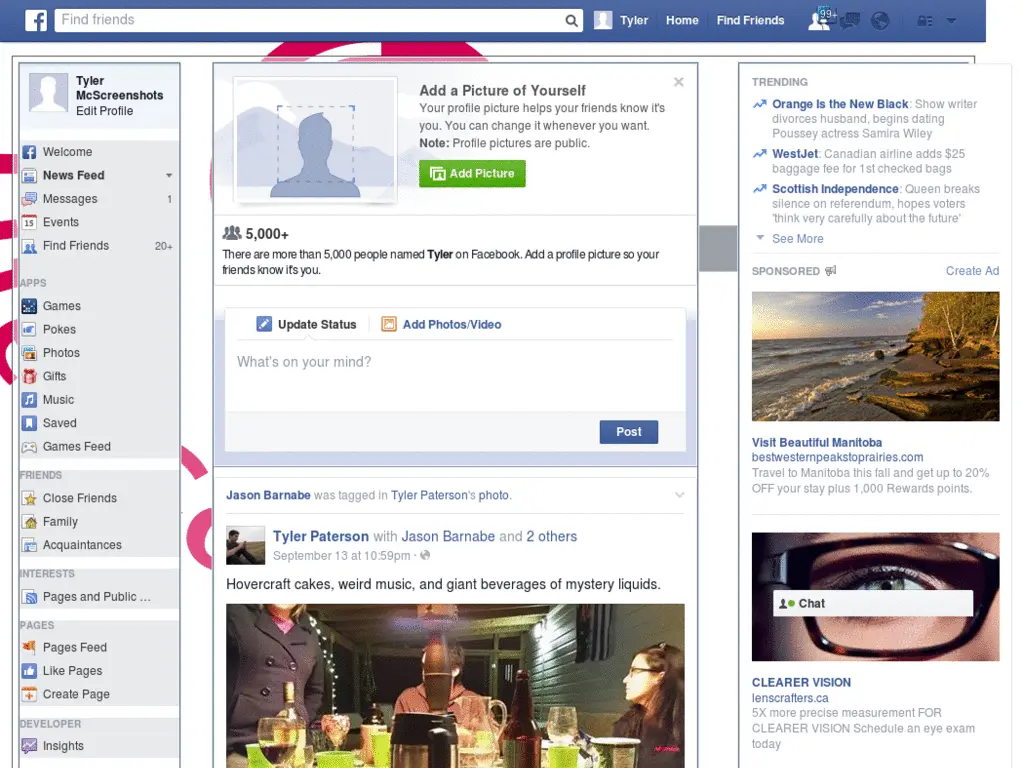 Find friends
Tyler
Home
Find Friends
99+
Tyler
McScreenshots
Edit Profile
Welcome
News Feed
Messages 1
15 Events
Find Friends 20+
APPS
Games
Pokes
Photos
Gifts
Music
Saved
Games Feed
FRIENDS
Close Friends
Family
Acquaintances
INTERESTS
Pages and Public ...
PAGES
Pages Feed
Like Pages
Create Page
DEVELOPER
Insights
Add a Picture of Yourself
Your profile picture helps your friends know it's
you. You can change it whenever you want.
Note: Profile pictures are public.
Add Picture
5,000+
There are more than 5,000 people named Tyler on Facebook. Add a profile picture so your
friends know it's you.
Update Status
Add Photos/Video
What's on your mind?
Post
Jason Barnabe was tagged in Tyler Paterson's photo.
Tyler Paterson with Jason Barnabe and 2 others
September 13 at 10:59pm ·
Hovercraft cakes, weird music, and giant beverages of mystery liquids.
TRENDING
Orange Is the New Black: Show writer
divorces husband, begins dating
Poussey actress Samira Wiley
WestJet: Canadian airline adds $25
baggage fee for 1st checked bags
Scottish Independence: Queen breaks
silence on referendum, hopes voters
'think very carefully about the future'
See More
SPONSORED
Create Ad
Visit Beautiful Manitoba
bestwesternpeakstoprairies.com
Travel to Manitoba this fall and get up to 20%
OFF your stay plus 1,000 Rewards points.
Chat
CLEARER VISION
lenscrafters.ca
5X more precise measurement FOR
CLEARER VISION Schedule an eye exam
today